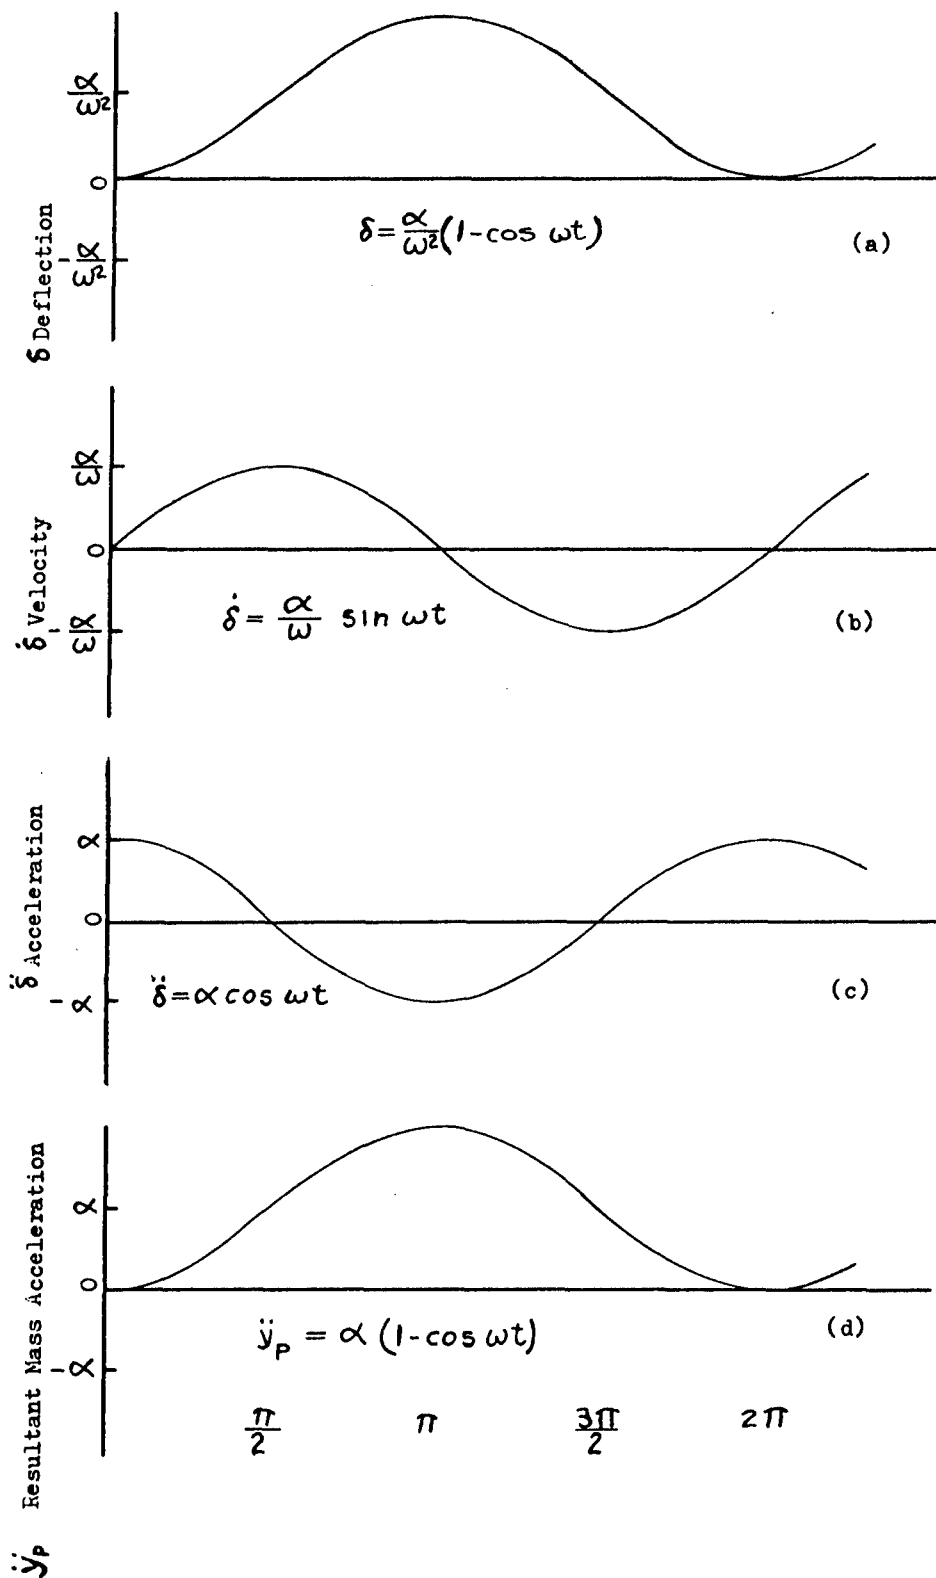 α/ω²
0
-α/ω²
δ Deflection
δ = α/ω² (1-cos ωt)
(a)
α/ω
0
-α/ω
δ̇ Velocity
δ̇ = α/ω sin ωt
(b)
α
0
-α
δ̈ Acceleration
δ̈ = α cos ωt
(c)
α
0
-α
ÿₚ Resultant Mass Acceleration
ÿₚ = α (1-cos ωt)
(d)
π/2 π 3π/2 2π